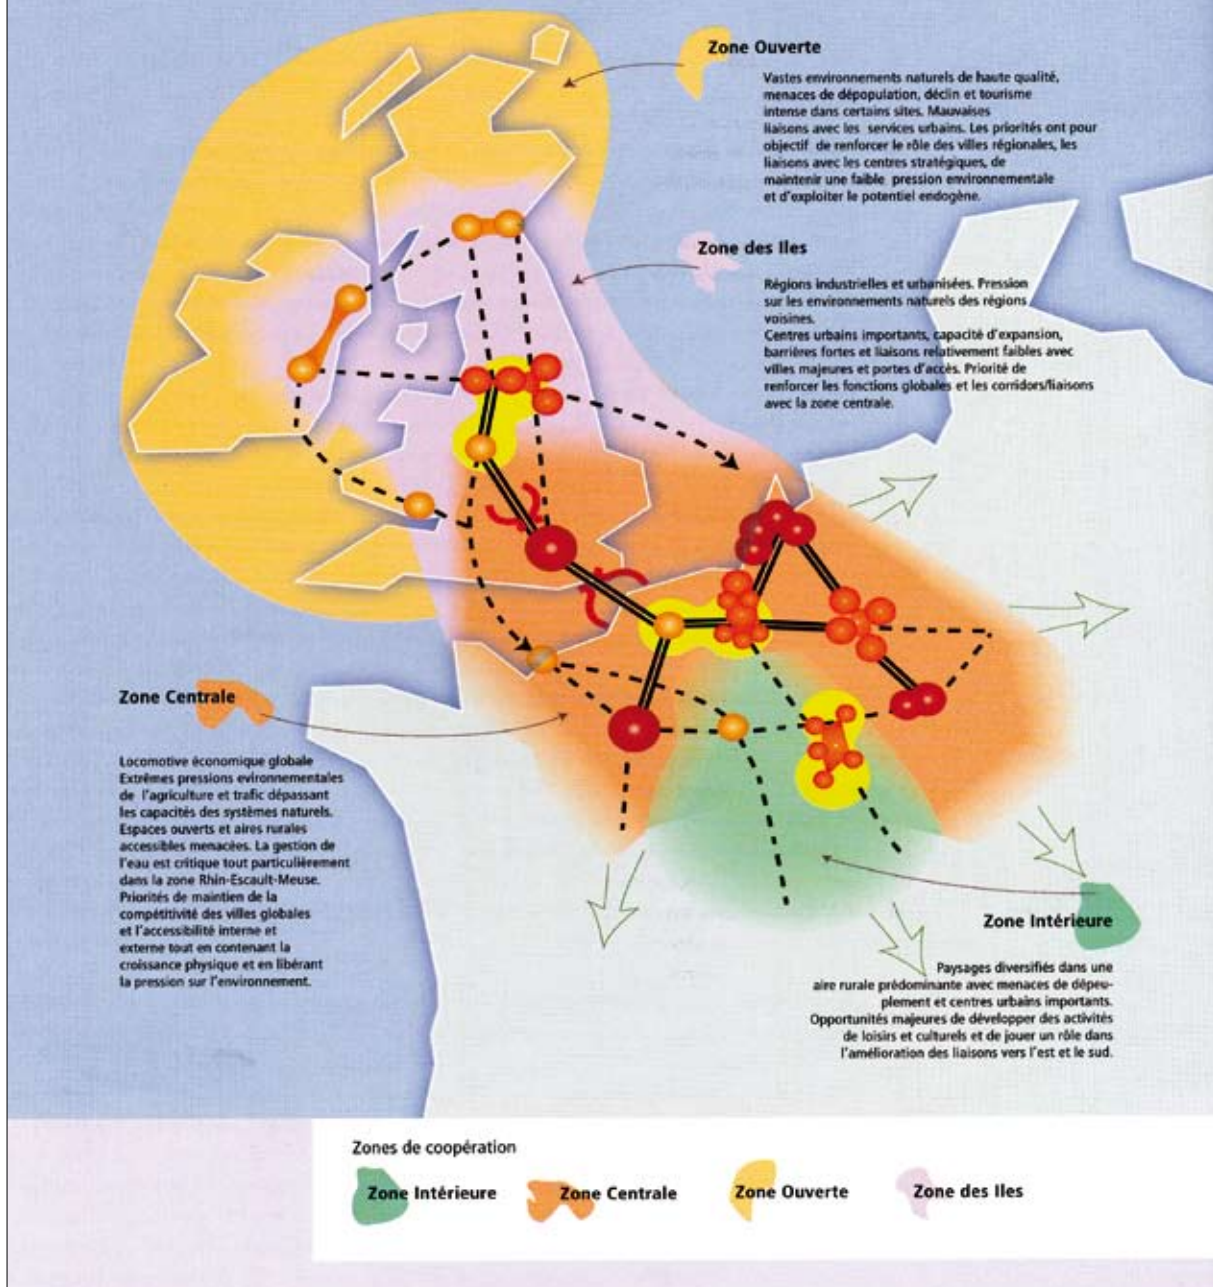 Zone Ouverte
Vastes environnements naturels de haute qualité,
menaces de dépopulation, déclin et tourisme
intense dans certains sites. Mauvaises
liaisons avec les services urbains. Les priorités ont pour
objectif de renforcer le rôle des villes régionales, les
liaisons avec les centres stratégiques, de
maintenir une faible pression environnementale
et d'exploiter le potentiel endogène.
Zone des Iles
Régions industrielles et urbanisées. Pression
sur les environnements naturels des régions
voisines.
Centres urbains importants, capacité d'expansion,
barrières fortes et liaisons relativement faibles avec
villes majeures et portes d'accès. Priorité de
renforcer les fonctions globales et les corridors/liaisons
avec la zone centrale.
Zone Centrale
Locomotive économique globale
Extrêmes pressions evironnementales
de l'agriculture et trafic dépassant
les capacités des systèmes naturels.
Espaces ouverts et aires rurales
accessibles menacées. La gestion de
l'eau est critique tout particulièrement
dans la zone Rhin-Escault-Meuse.
Priorités de maintien de la
compétitivité des villes globales
et l'accessibilité interne et
externe tout en contenant la
croissance physique et en libérant
la pression sur l'environnement.
Zone Intérieure
Paysages diversifiés dans une
aire rurale prédominante avec menaces de dépeu-
plement et centres urbains importants.
Opportunités majeures de développer des activités
de loisirs et culturels et de jouer un rôle dans
l'amélioration des liaisons vers l'est et le sud.
Zones de coopération
Zone Intérieure
Zone Centrale
Zone Ouverte
Zone des Iles